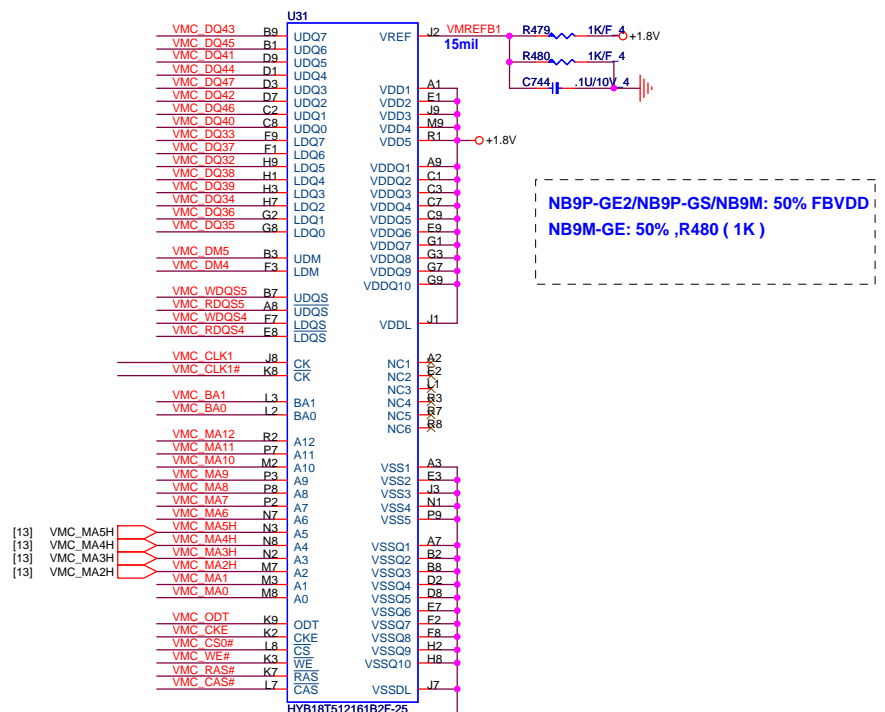 U31
VMC_DQ43 B9 UDQ7 VREF J2 VMREFB1 R479 1K/F_4 +1.8V
15mil
VMC_DQ45 B1 UDQ6
VMC_DQ41 D9 UDQ5 R480 1K/F_4
VMC_DQ44 D1 UDQ4
VMC_DQ47 D3 UDQ3 VDD1 A1 C744 .1U/10V_4
VMC_DQ42 D7 UDQ2 VDD2 E1
VMC_DQ46 C2 UDQ1 VDD3 J9
VMC_DQ40 C8 UDQ0 VDD4 M9
VMC_DQ33 F9 LDQ7 VDD5 R1 +1.8V
VMC_DQ37 F1 LDQ6
VMC_DQ32 H9 LDQ5 VDDQ1 A9
VMC_DQ38 H1 LDQ4 VDDQ2 C1
VMC_DQ39 H3 LDQ3 VDDQ3 C3
VMC_DQ34 H7 LDQ2 VDDQ4 C7
VMC_DQ36 G2 LDQ1 VDDQ5 C9
VMC_DQ35 G8 LDQ0 VDDQ6 E9
VDDQ7 G1
VMC_DM5 B3 UDM VDDQ8 G3
VMC_DM4 F3 LDM VDDQ9 G7
VDDQ10 G9
VMC_WDQS5 B7 UDQS
VMC_RDQS5 A8 UDQS
VMC_WDQS4 F7 LDQS VDDL J1
VMC_RDQS4 E8 LDQS
VMC_CLK1 J8 CK NC1 A2
VMC_CLK1# K8 CK NC2 E2
NC3 L1
VMC_BA1 L3 BA1 NC4 R3
VMC_BA0 L2 BA0 NC5 R7
NC6 R8
VMC_MA12 R2 A12
VMC_MA11 P7 A11
VMC_MA10 M2 A10 VSS1 A3
VMC_MA9 P3 A9 VSS2 E3
VMC_MA8 P8 A8 VSS3 J3
VMC_MA7 P2 A7 VSS4 N1
VMC_MA6 N7 A6 VSS5 P9
[13] VMC_MA5H VMC_MA5H N3 A5
[13] VMC_MA4H VMC_MA4H N8 A4 VSSQ1 A7
[13] VMC_MA3H VMC_MA3H N2 A3 VSSQ2 B2
[13] VMC_MA2H VMC_MA2H M7 A2 VSSQ3 B8
VMC_MA1 M3 A1 VSSQ4 D2
VMC_MA0 M8 A0 VSSQ5 D8
VSSQ6 E7
VMC_ODT K9 ODT VSSQ7 F2
VMC_CKE K2 CKE VSSQ8 F8
VMC_CS0# L8 CS VSSQ9 H2
VMC_WE# K3 WE VSSQ10 H8
VMC_RAS# K7 RAS
VMC_CAS# L7 CAS VSSDL J7
HYB18T512161B2F-25
NB9P-GE2/NB9P-GS/NB9M: 50% FBVDD
NB9M-GE: 50% ,R480 ( 1K )